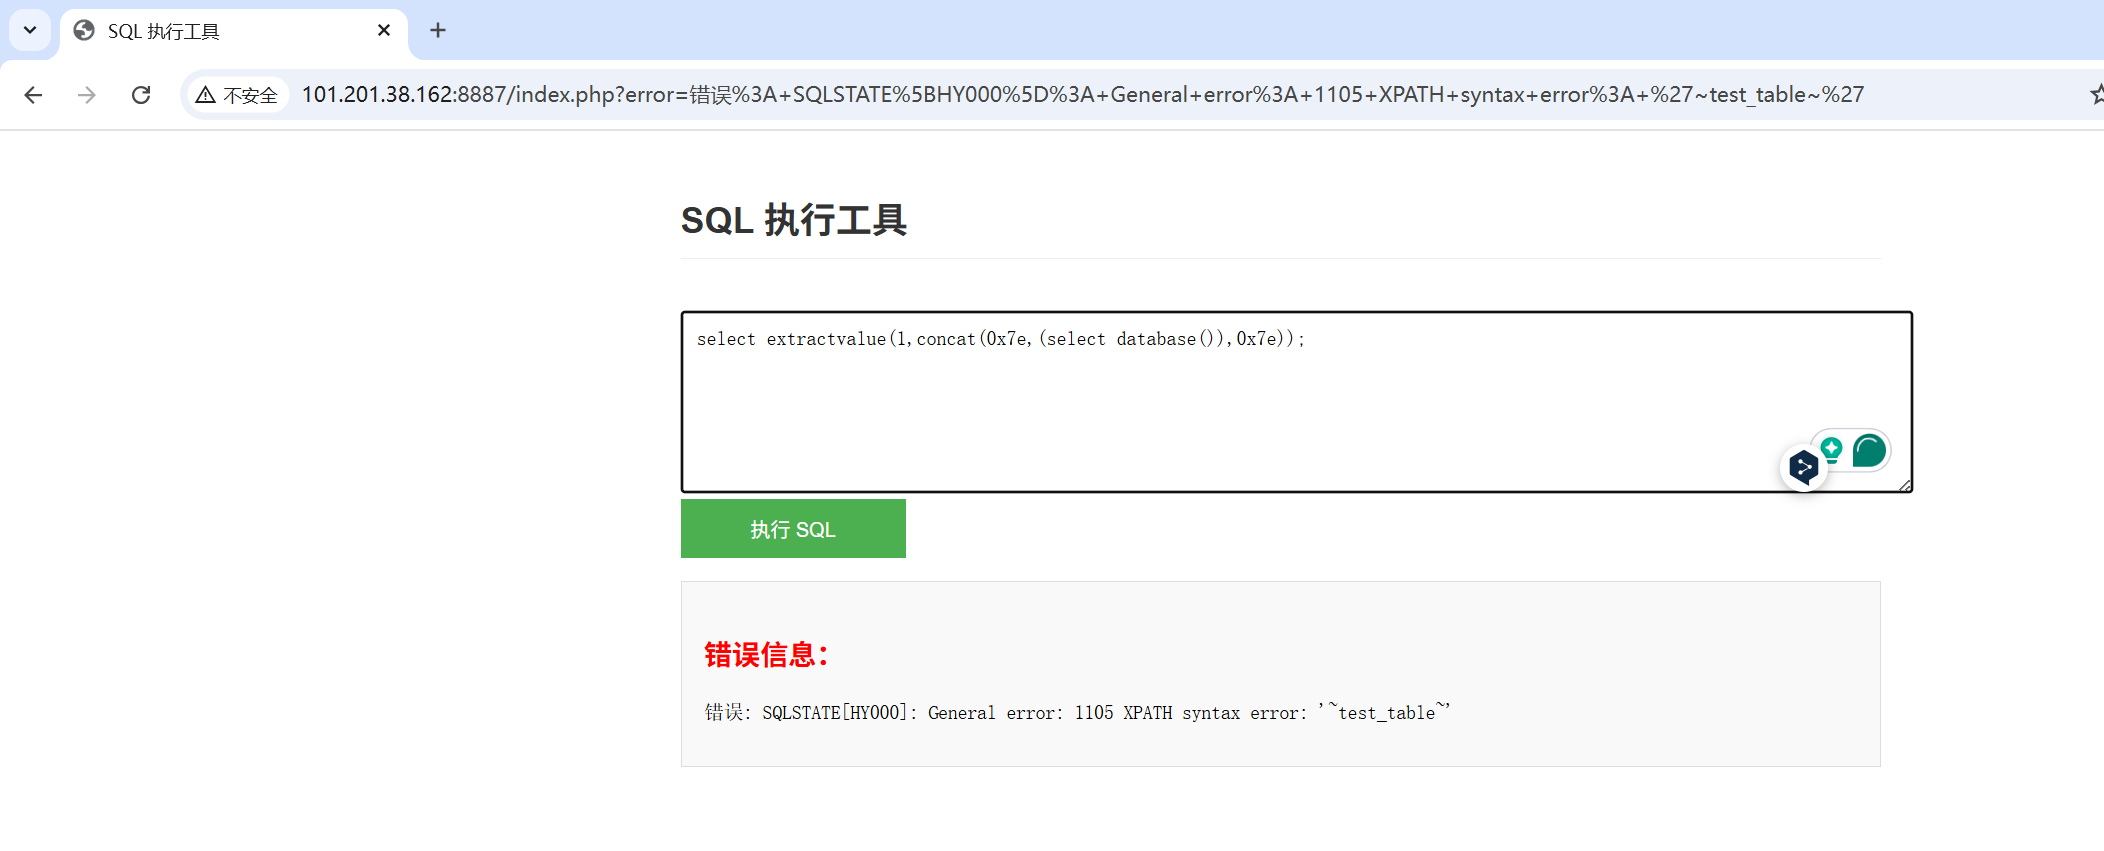 SQL 执行工具
不安全
101.201.38.162:8887/index.php?error=错误%3A+SQLSTATE%5BHY000%5D%3A+General+error%3A+1105+XPATH+syntax+error%3A+%27~test_table~%27
SQL 执行工具
select extractvalue(1,concat(0x7e,(select database()),0x7e));
执行 SQL
错误信息：
错误: SQLSTATE[HY000]: General error: 1105 XPATH syntax error: '~test_table~'